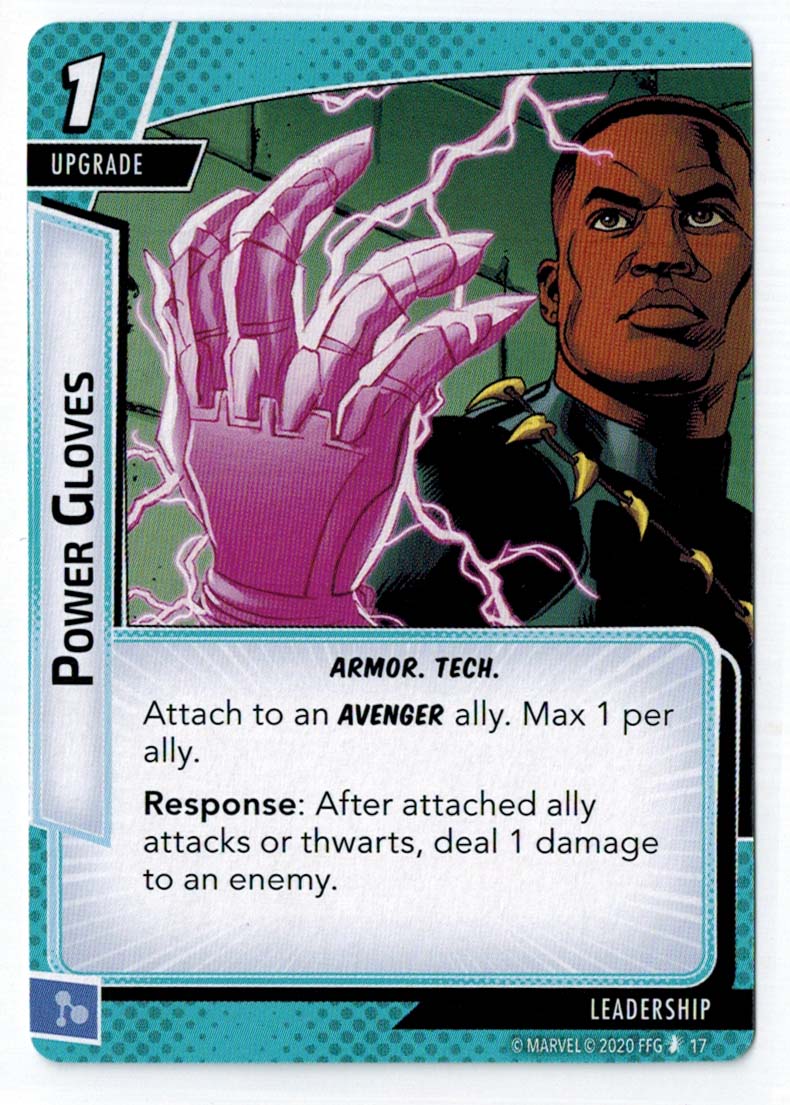 1
UPGRADE
POWER GLOVES
ARMOR. TECH.
Attach to an AVENGER ally. Max 1 per
ally.
Response: After attached ally
attacks or thwarts, deal 1 damage
to an enemy.
LEADERSHIP
© MARVEL © 2020 FFG 17